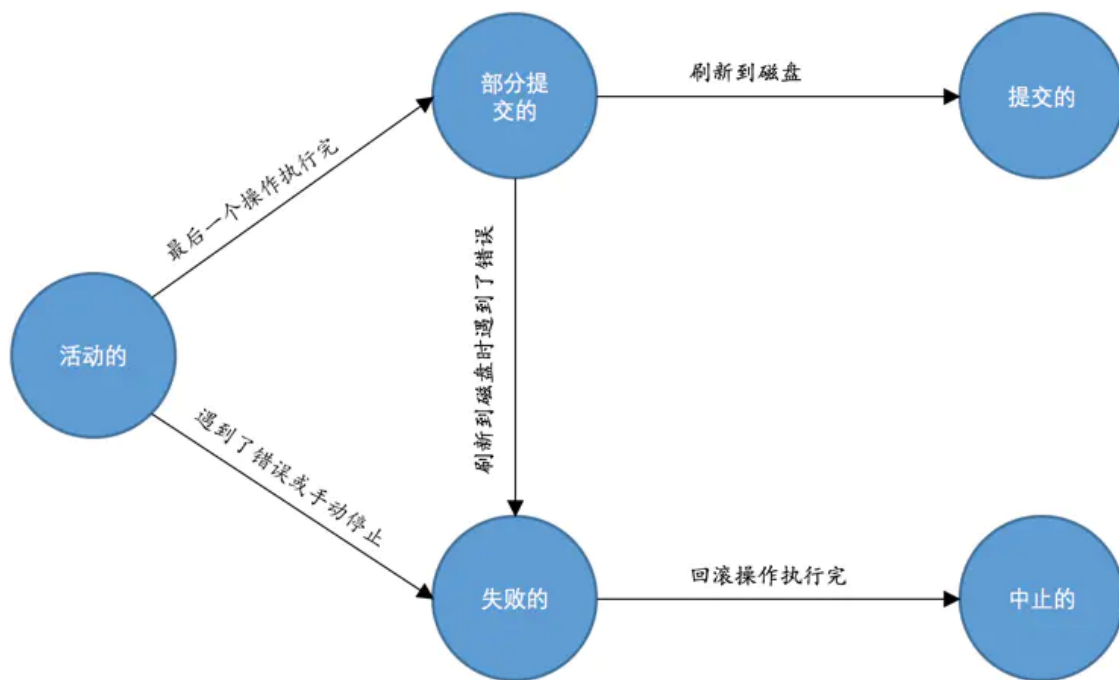 部分提
交的
刷新到磁盘
提交的
最后一个操作执行完
刷新到磁盘时遇到了错误
活动的
遇到了错误或手动停止
失败的
回滚操作执行完
中止的